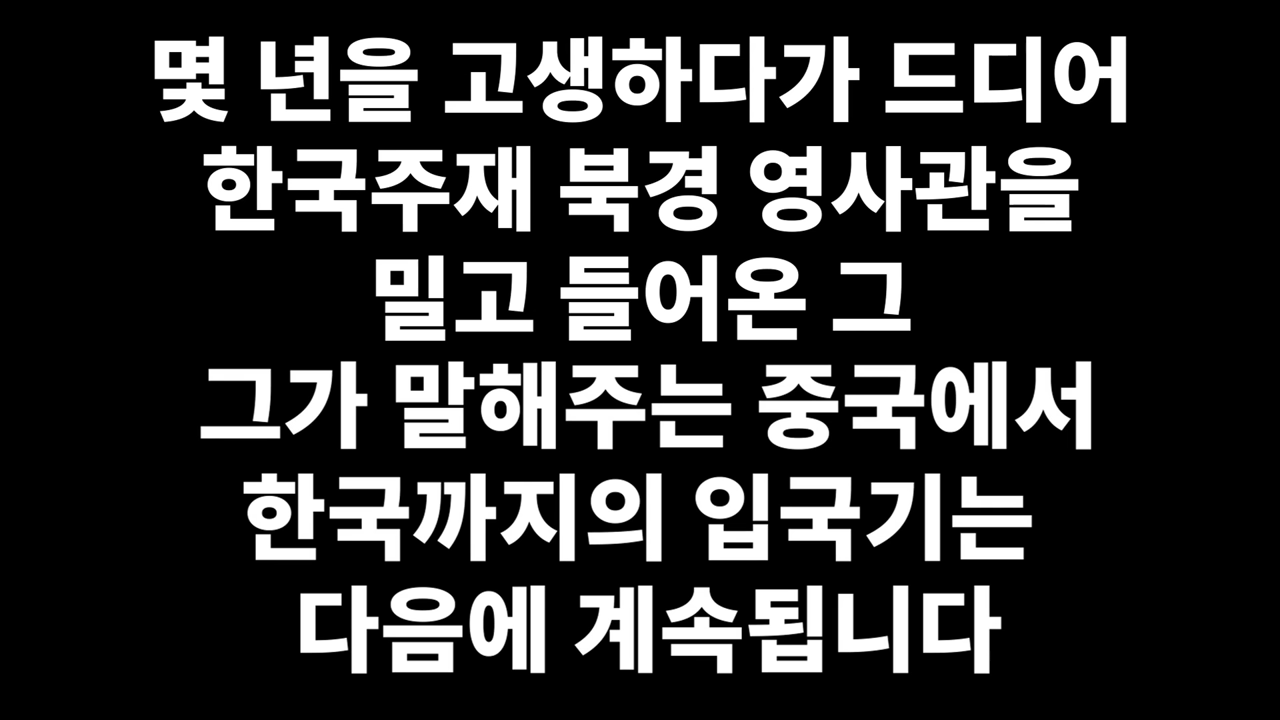 몇 년을 고생하다가 드디어
한국주재 북경 영사관을
밀고 들어온 그
그가 말해주는 중국에서
한국까지의 입국기는
다음에 계속됩니다